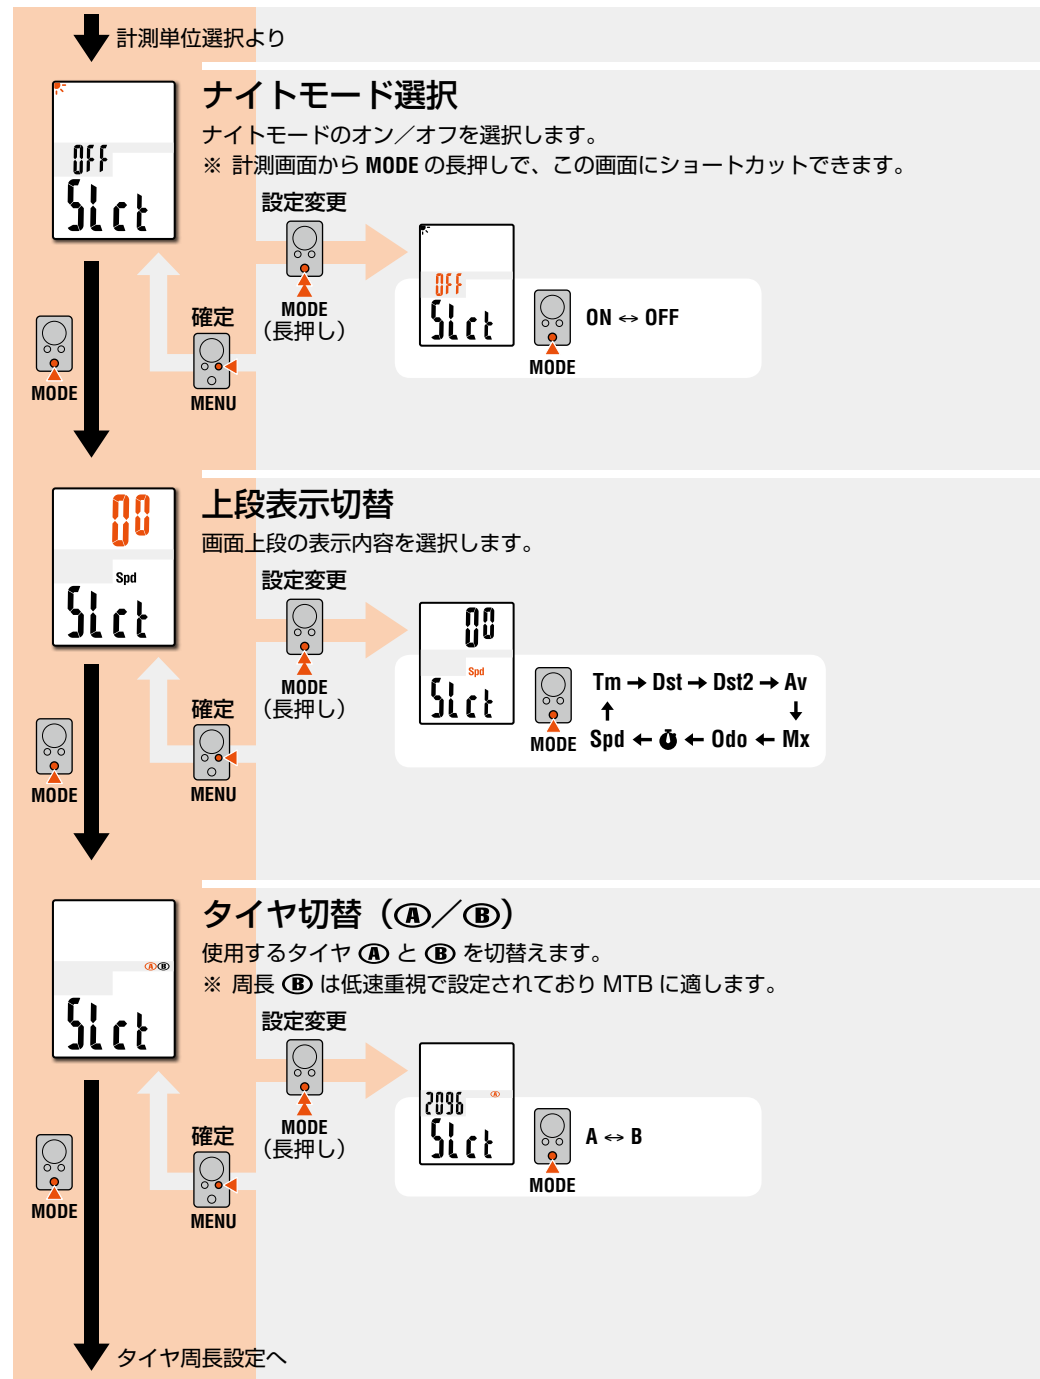 計測単位選択より
ナイトモード選択
ナイトモードのオン／オフを選択します。
※ 計測画面から MODE の長押しで、この画面にショートカットできます。
OFF
Slct
設定変更
MODE
（長押し）
確定
MENU
MODE
OFF
Slct
MODE
ON ⇔ OFF
上段表示切替
画面上段の表示内容を選択します。
00
Spd
Slct
設定変更
MODE
（長押し）
確定
MENU
MODE
00
Spd
Slct
MODE
Tm → Dst → Dst2 → Av
↑ ↓
Spd ← ⏱ ← Odo ← Mx
タイヤ切替（Ⓐ／Ⓑ）
使用するタイヤ Ⓐ と Ⓑ を切替えます。
※ 周長 Ⓑ は低速重視で設定されており MTB に適します。
ⒶⒷ
Slct
設定変更
MODE
（長押し）
確定
MENU
MODE
2096 Ⓐ
Slct
MODE
A ⇔ B
タイヤ周長設定へ